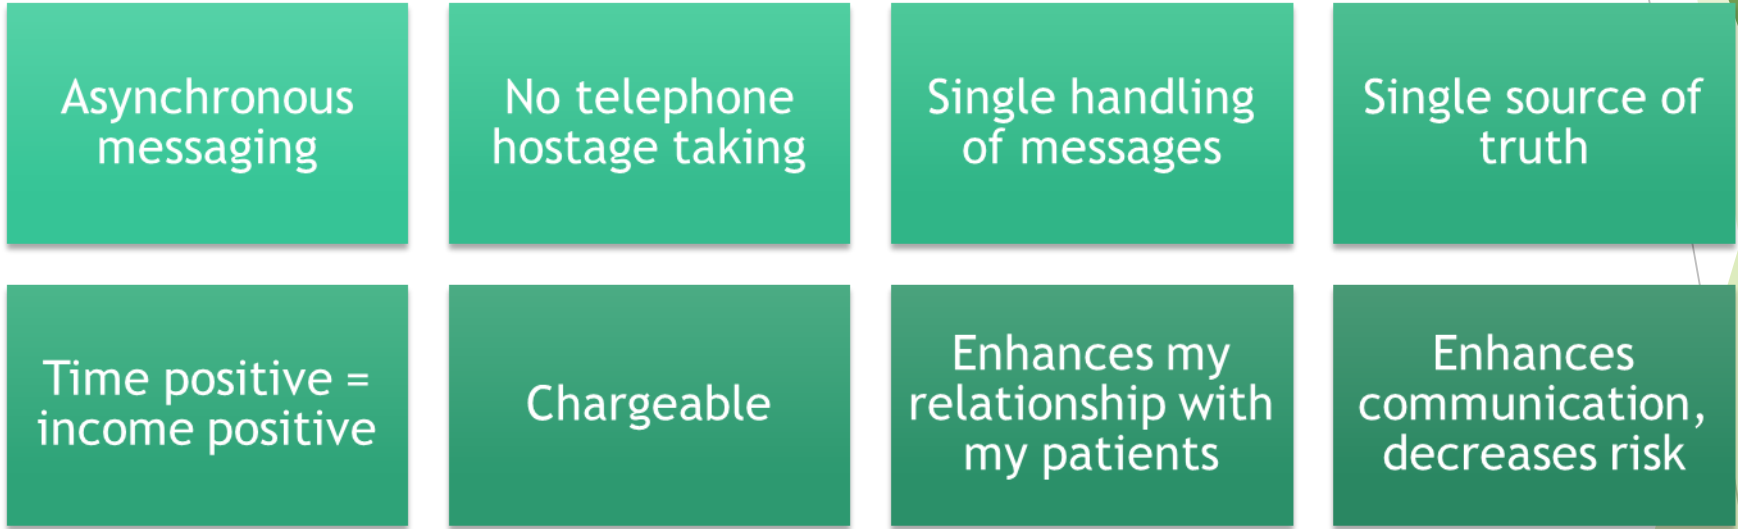 Asynchronous
messaging
No telephone
hostage taking
Single handling
of messages
Single source of
truth
Time positive =
income positive
Chargeable
Enhances my
relationship with
my patients
Enhances
communication,
decreases risk